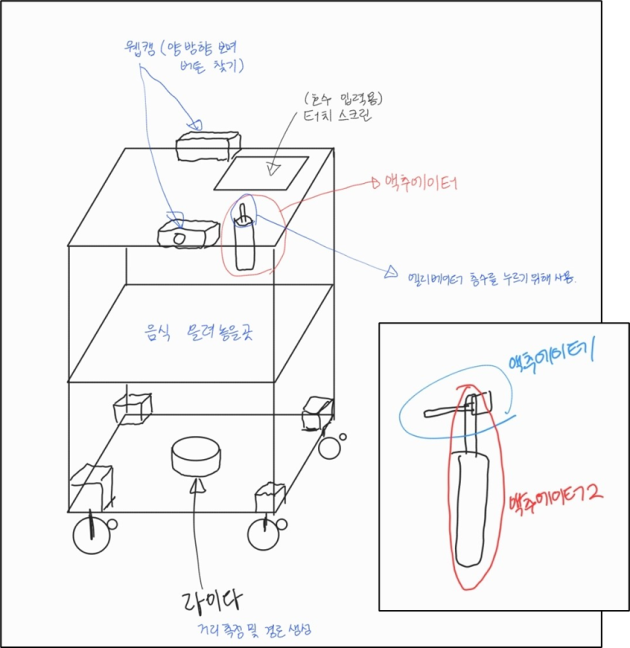 웹캠 (양방향 보며
버튼 찾기)
(호수 입력용)
터치 스크린
액추에이터
엘리베이터 층수를 누르기 위해 사용.
음식 올려놓을곳
액추에이터1
액추에이터2
라이다
거리 측정 및 경로 생성